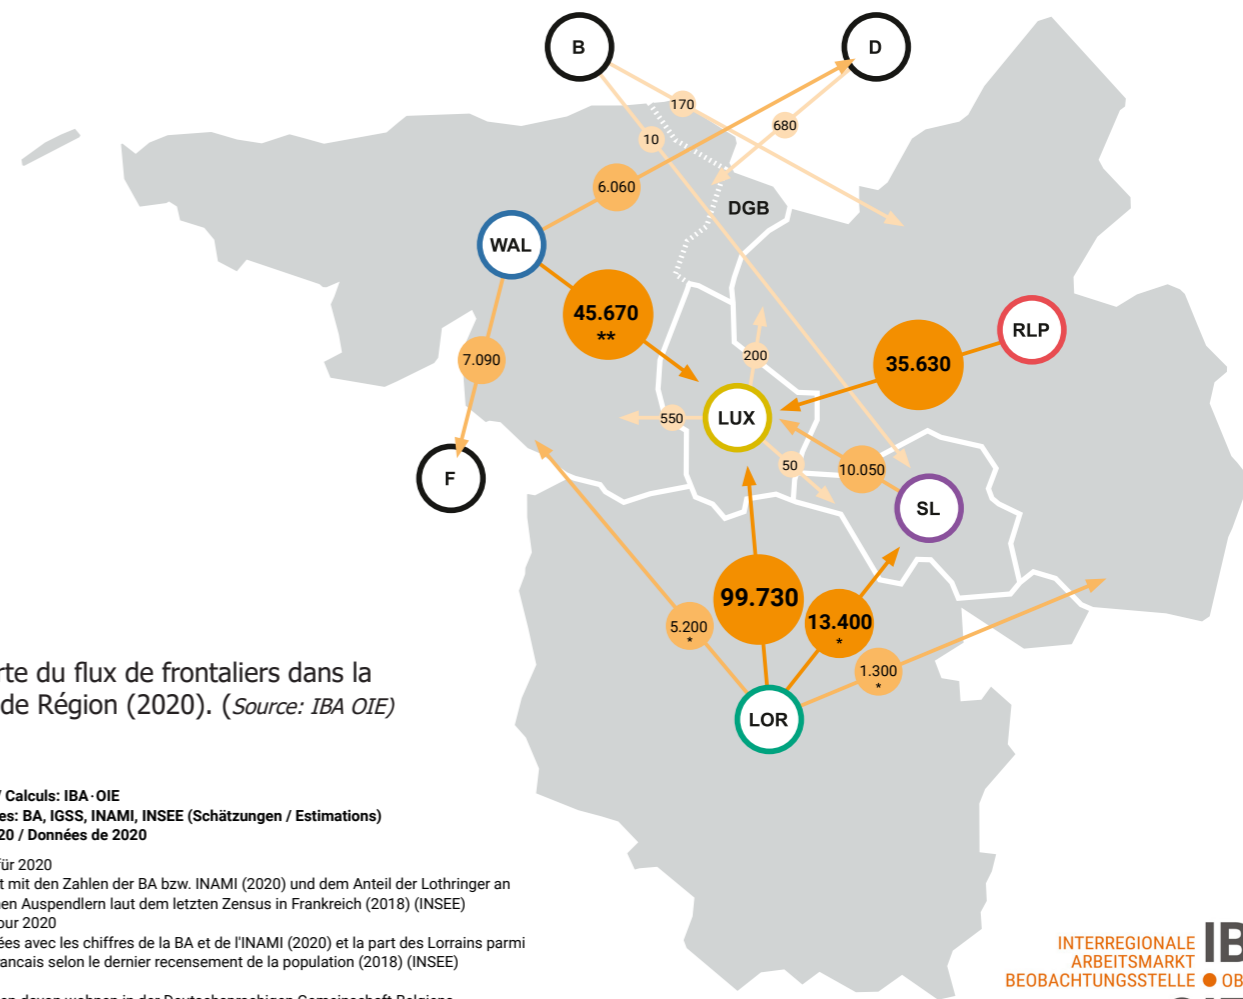 B
D
170
680
10
6.060
DGB
WAL
45.670
**
RLP
7.090
200
35.630
LUX
550
F
50
10.050
SL
99.730
13.400
*
5.200
*
1.300
*
LOR
rte du flux de frontaliers dans la
de Région (2020). (Source: IBA OIE)
/ Calculs: IBA·OIE
es: BA, IGSS, INAMI, INSEE (Schätzungen / Estimations)
20 / Données de 2020
für 2020
t mit den Zahlen der BA bzw. INAMI (2020) und dem Anteil der Lothringer an
en Auspendlern laut dem letzten Zensus in Frankreich (2018) (INSEE)
our 2020
ées avec les chiffres de la BA et de l'INAMI (2020) et la part des Lorrains parmi
rancais selon le dernier recensement de la population (2018) (INSEE)
INTERREGIONALE
ARBEITSMARKT
BEOBACHTUNGSSTELLE ● OB
IB